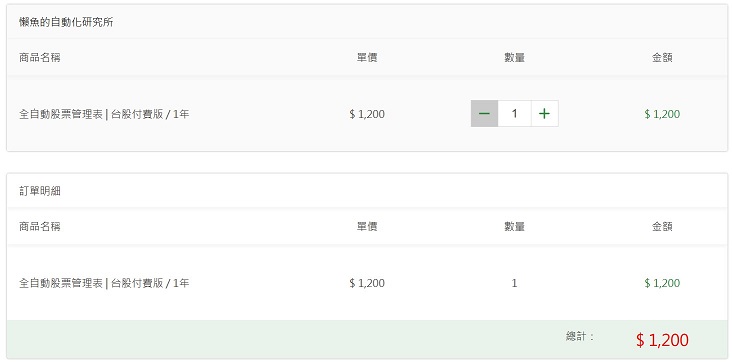 懶魚的自動化研究所
商品名稱 單價 數量 金額
全自動股票管理表 | 台股付費版 / 1年 $ 1,200 − 1 + $ 1,200
訂單明細
商品名稱 單價 數量 金額
全自動股票管理表 | 台股付費版 / 1年 $ 1,200 1 $ 1,200
總計： $ 1,200